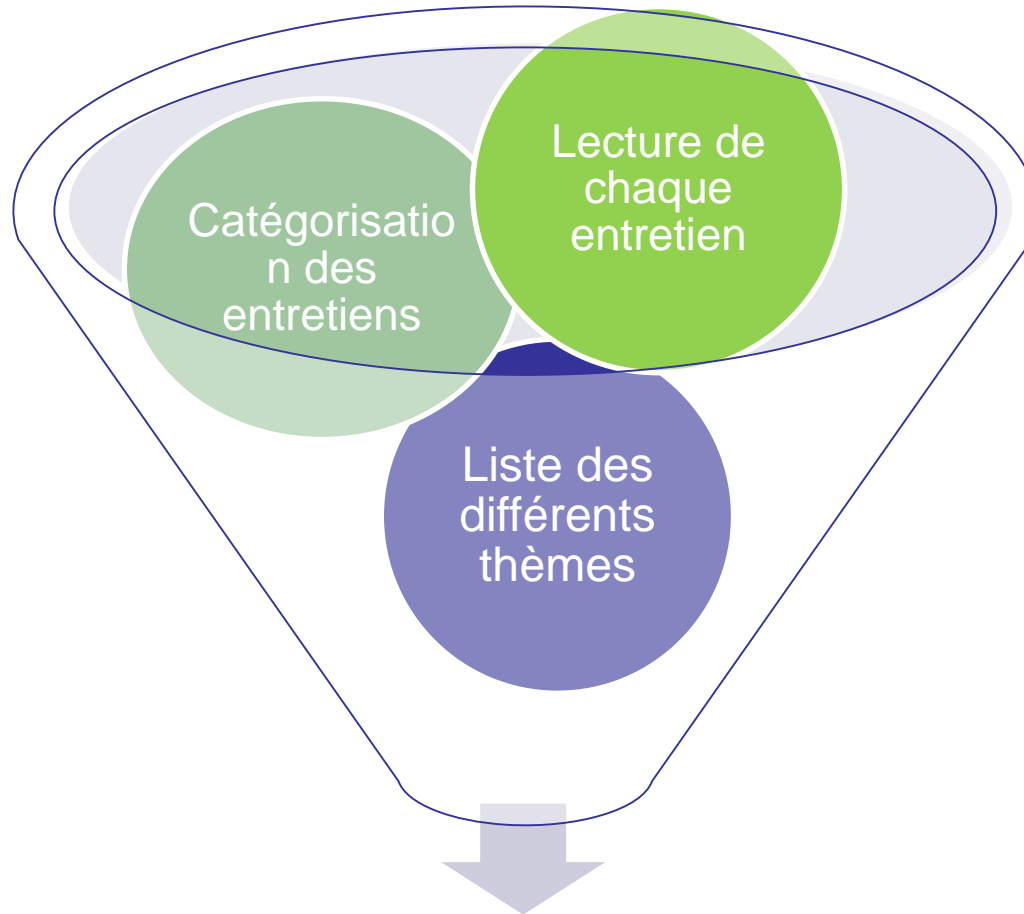 Lecture de
chaque
entretien
Catégorisatio
n des
entretiens
Liste des
différents
thèmes